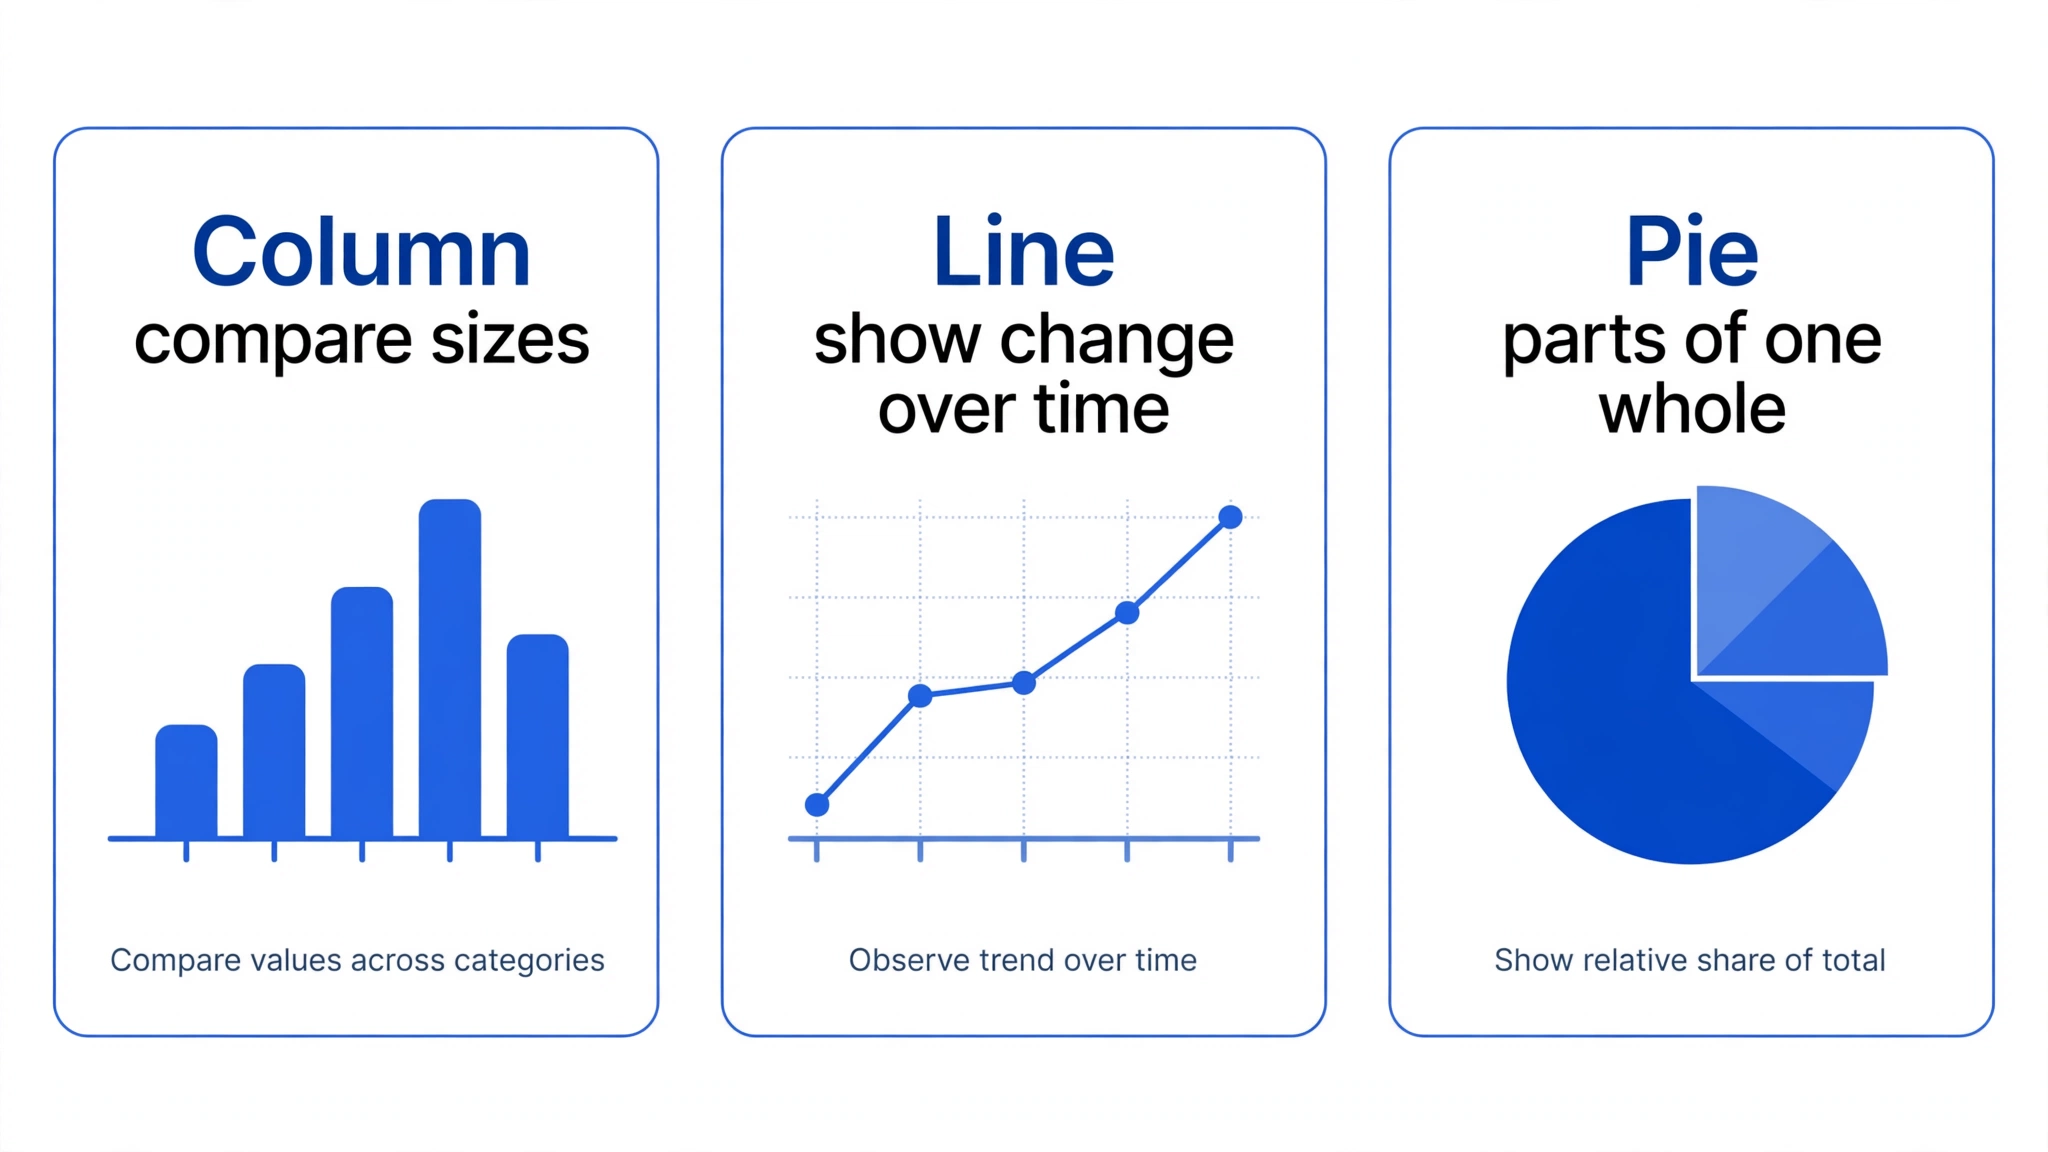 Column
compare sizes
Compare values across categories
Line
show change
over time
Observe trend over time
Pie
parts of one
whole
Show relative share of total